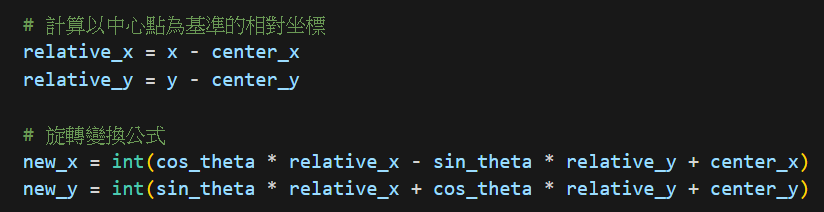 # 計算以中心點為基準的相對坐標
relative_x = x - center_x
relative_y = y - center_y
# 旋轉變換公式
new_x = int(cos_theta * relative_x - sin_theta * relative_y + center_x)
new_y = int(sin_theta * relative_x + cos_theta * relative_y + center_y)